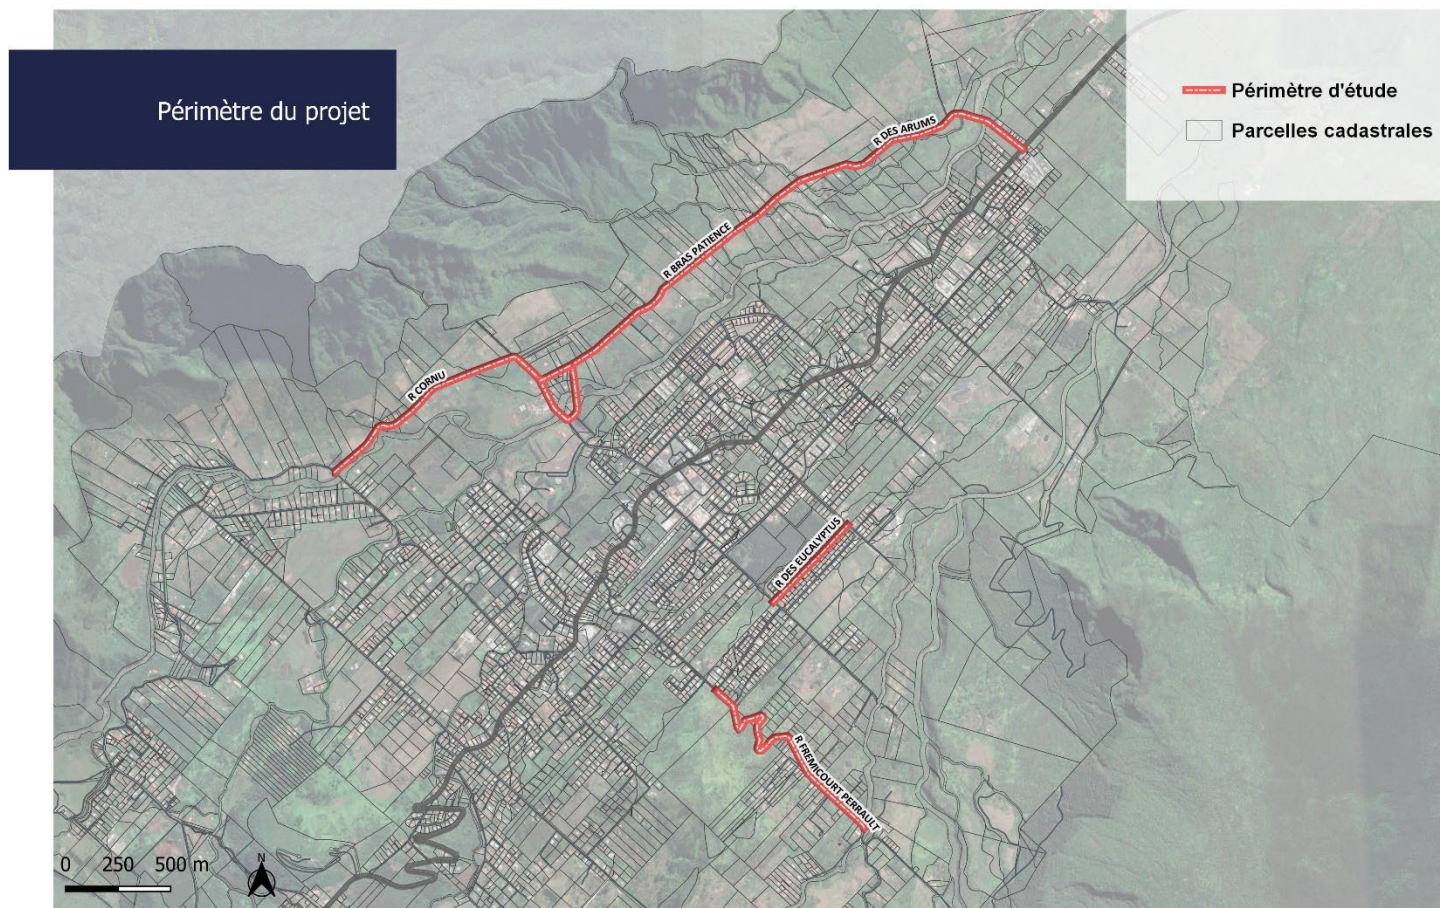 Périmètre du projet
Périmètre d'étude
Parcelles cadastrales
R DES ARUMS
R BRAS PATIENCE
R CORNU
R DES EUCALYPTUS
R FREMICOURT PERRAULT
0 250 500 m
N